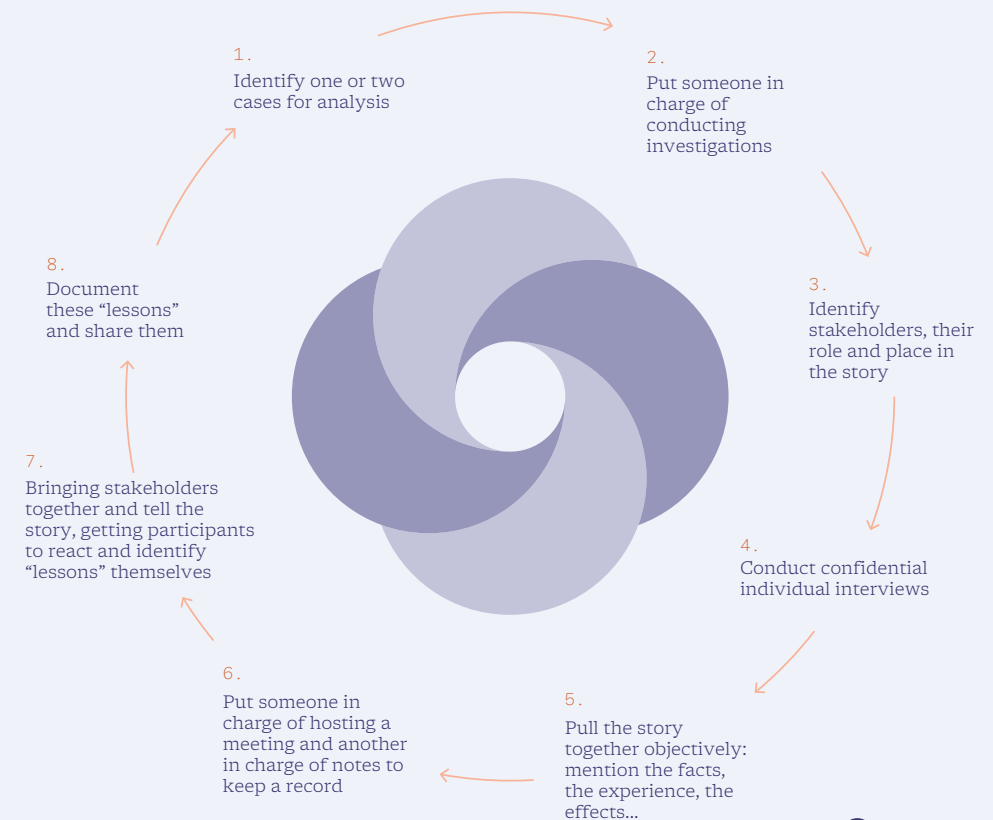 1.
Identify one or two
cases for analysis
2.
Put someone in
charge of
conducting
investigations
3.
Identify
stakeholders, their
role and place in
the story
4.
Conduct confidential
individual interviews
5.
Pull the story
together objectively:
mention the facts,
the experience, the
effects...
6.
Put someone in
charge of hosting a
meeting and another
in charge of notes to
keep a record
7.
Bringing stakeholders
together and tell the
story, getting participants
to react and identify
“lessons” themselves
8.
Document
these “lessons”
and share them